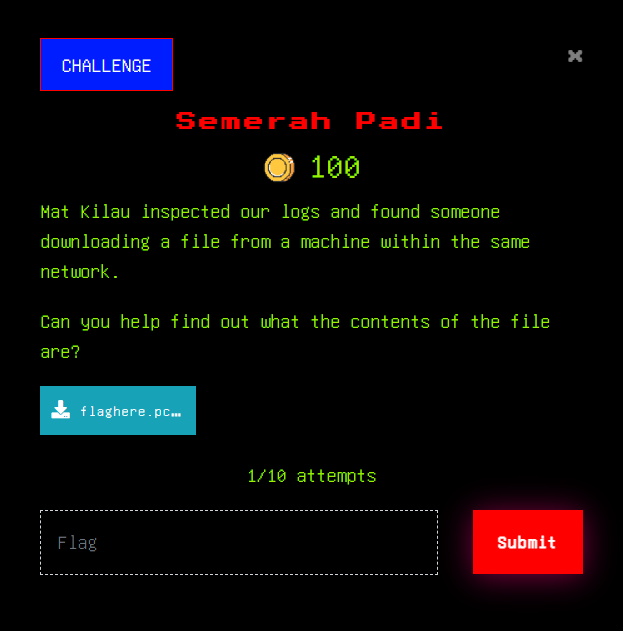 CHALLENGE
Semerah Padi
100
Mat Kilau inspected our logs and found someone
downloading a file from a machine within the same
network.
Can you help find out what the contents of the file
are?
flaghere.pc…
1/10 attempts
Flag
Submit